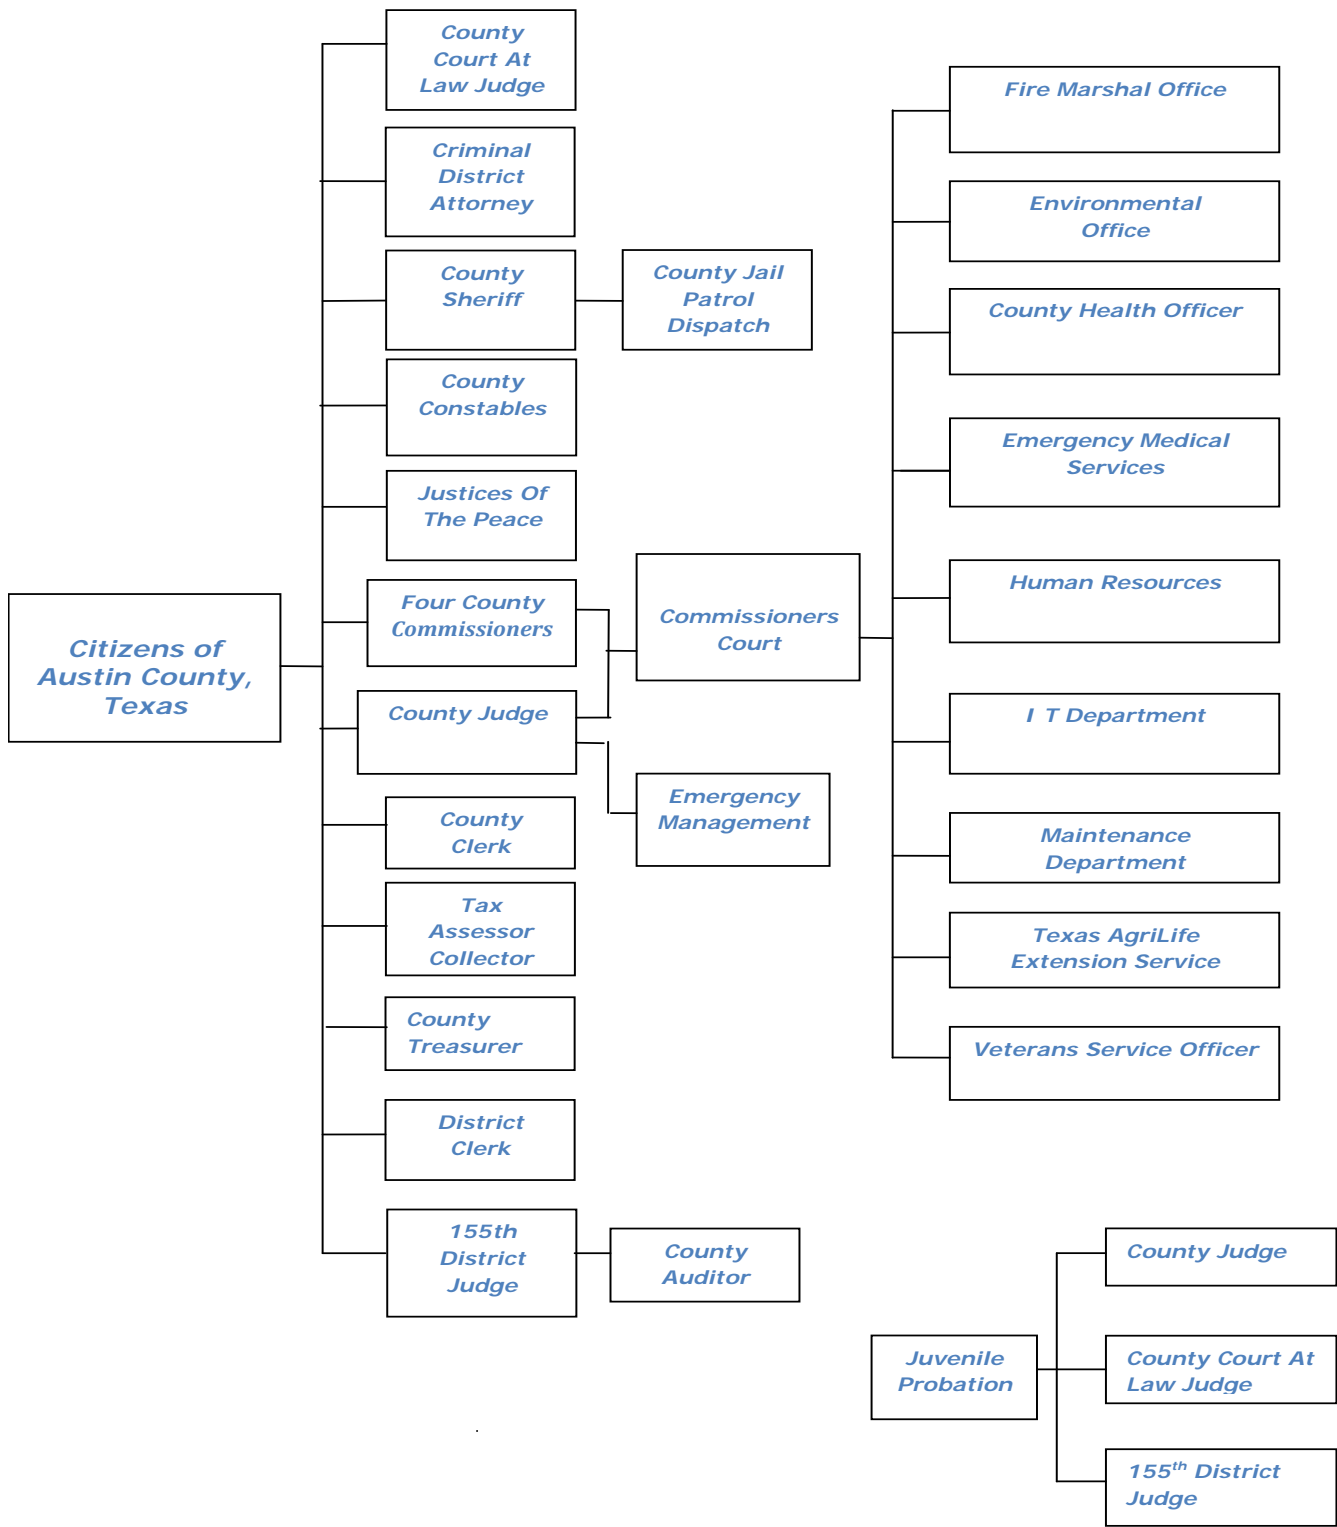 County
Court At
Law Judge
Criminal
District
Attorney
County
Sheriff
County Jail
Patrol
Dispatch
County
Constables
Justices Of
The Peace
Four County
Commissioners
County Judge
Citizens of
Austin County,
Texas
Commissioners
Court
Emergency
Management
County
Clerk
Tax
Assessor
Collector
County
Treasurer
District
Clerk
155th
District
Judge
County
Auditor
Fire Marshal Office
Environmental
Office
County Health Officer
Emergency Medical
Services
Human Resources
I T Department
Maintenance
Department
Texas AgriLife
Extension Service
Veterans Service Officer
Juvenile
Probation
County Judge
County Court At
Law Judge
155th District
Judge